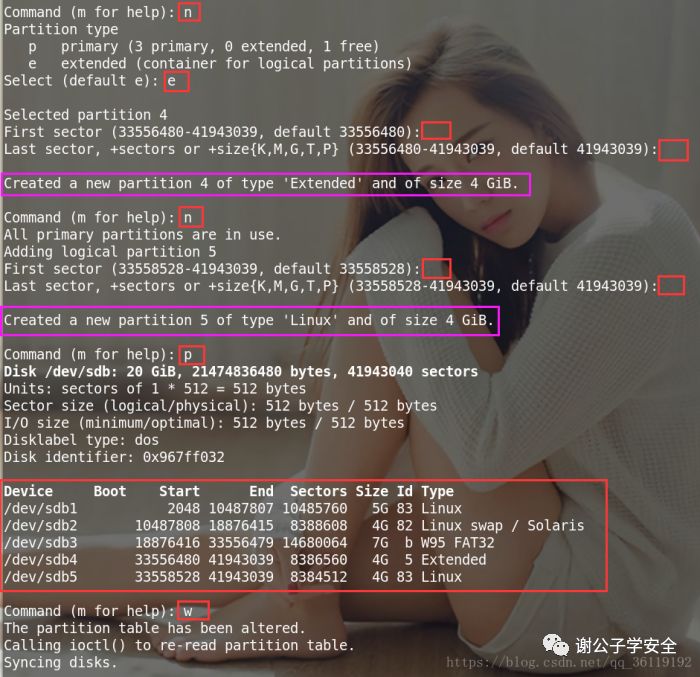 Command (m for help): n
Partition type
p primary (3 primary, 0 extended, 1 free)
e extended (container for logical partitions)
Select (default e): e
Selected partition 4
First sector (33556480-41943039, default 33556480):
Last sector, +sectors or +size{K,M,G,T,P} (33556480-41943039, default 41943039):
Created a new partition 4 of type 'Extended' and of size 4 GiB.
Command (m for help): n
All primary partitions are in use.
Adding logical partition 5
First sector (33558528-41943039, default 33558528):
Last sector, +sectors or +size{K,M,G,T,P} (33558528-41943039, default 41943039):
Created a new partition 5 of type 'Linux' and of size 4 GiB.
Command (m for help): p
Disk /dev/sdb: 20 GiB, 21474836480 bytes, 41943040 sectors
Units: sectors of 1 * 512 = 512 bytes
Sector size (logical/physical): 512 bytes / 512 bytes
I/O size (minimum/optimal): 512 bytes / 512 bytes
Disklabel type: dos
Disk identifier: 0x967ff032
Device Boot Start End Sectors Size Id Type
/dev/sdb1 2048 10487807 10485760 5G 83 Linux
/dev/sdb2 10487808 18876415 8388608 4G 82 Linux swap / Solaris
/dev/sdb3 18876416 33556479 14680064 7G b W95 FAT32
/dev/sdb4 33556480 41943039 8386560 4G 5 Extended
/dev/sdb5 33558528 41943039 8384512 4G 83 Linux
Command (m for help): w
The partition table has been altered.
Calling ioctl() to re-read partition table.
Syncing disks.
谢公子学安全
https://blog.csdn.net/qq_36119192